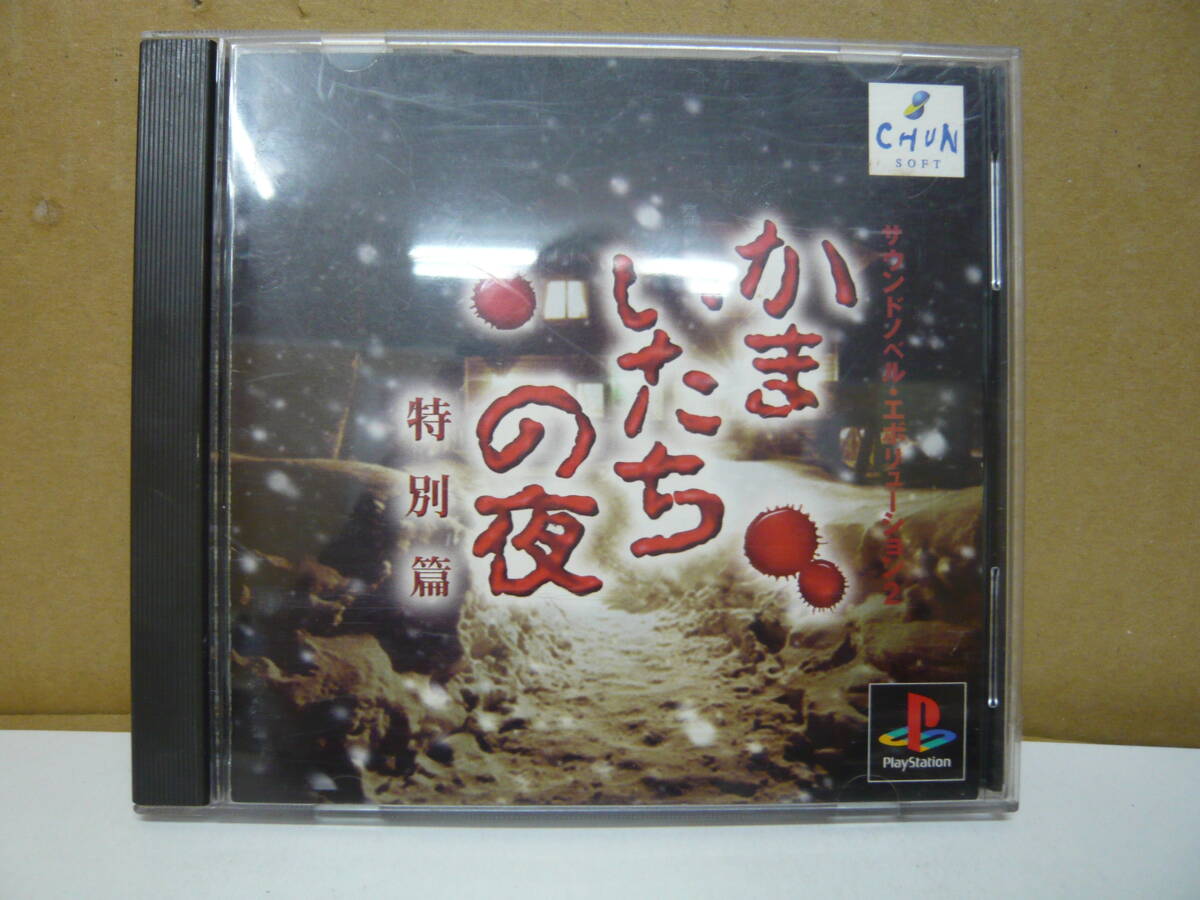 CHUN
SOFT
サウンドノベル・エボリューション2
かま
いたち
の夜
特別篇
PlayStation